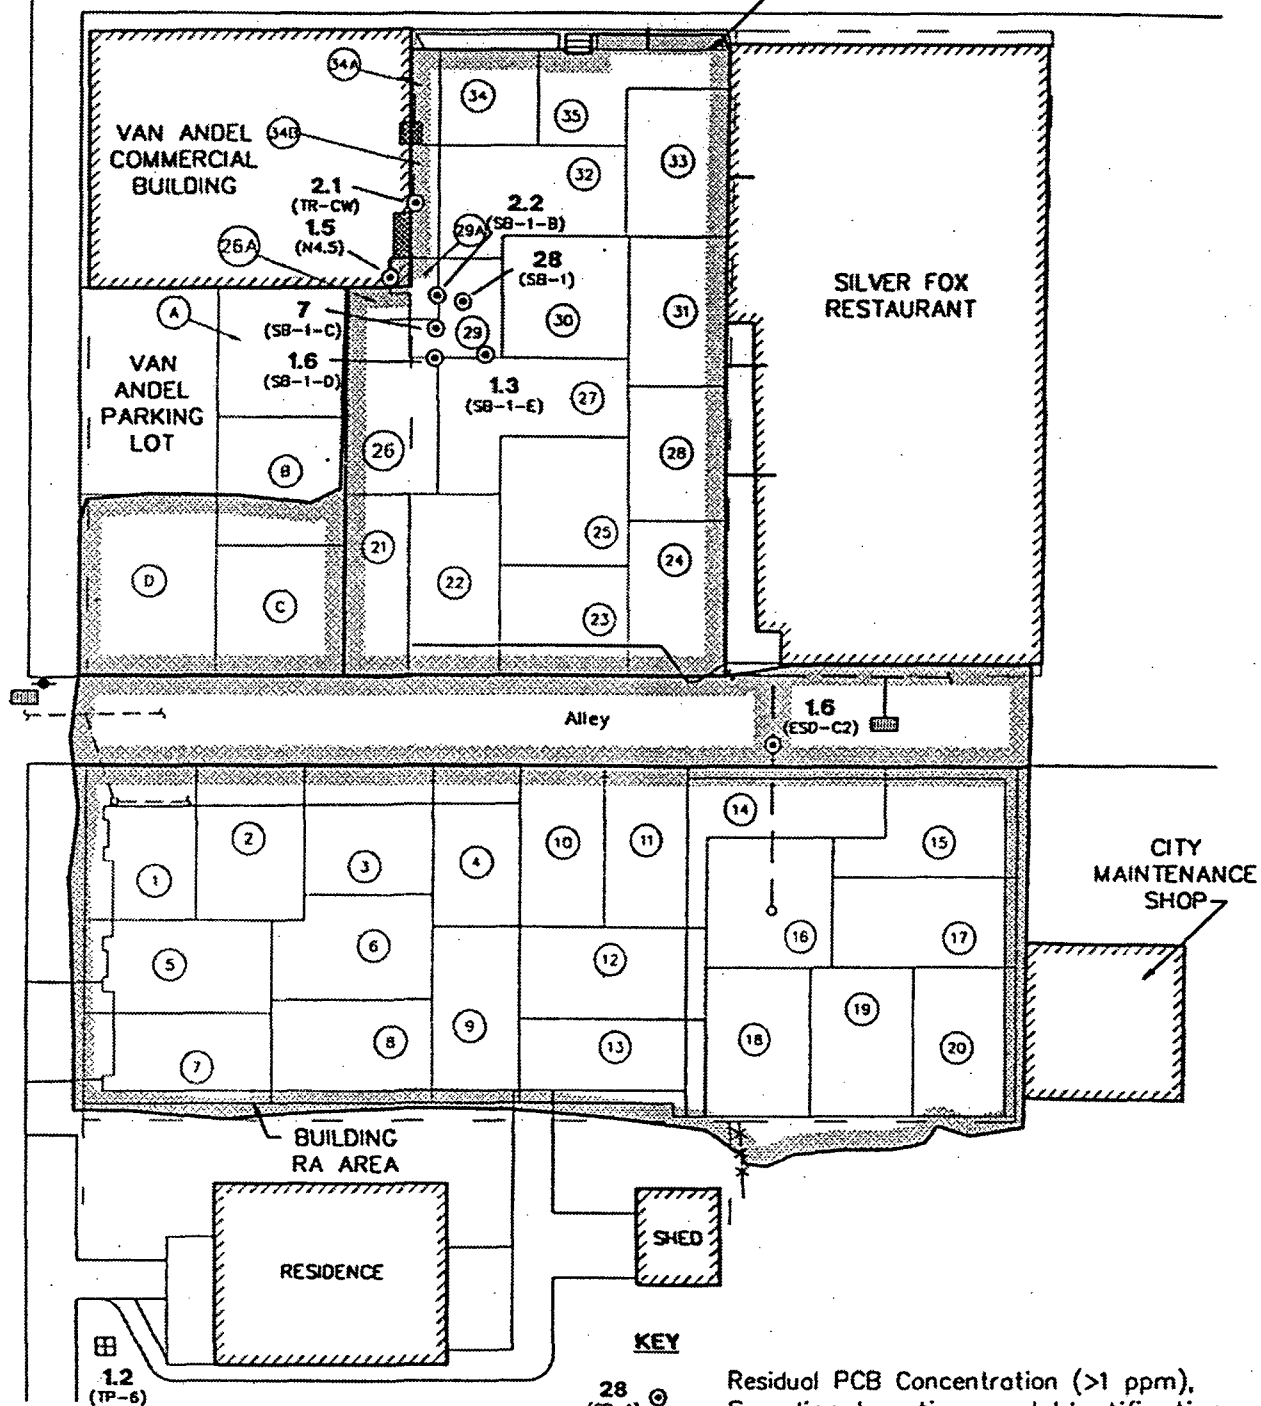 34A
34
35
VAN ANDEL
COMMERCIAL
BUILDING
34B
33
32
2.1
(TR-CW)
2.2
(SB-1-B)
1.5
(N4.5)
29A
26A
28
(SB-1)
SILVER FOX
RESTAURANT
A
7
(SB-1-C)
29
30
31
VAN
ANDEL
PARKING
LOT
1.6
(SB-1-D)
1.3
(SB-1-E)
27
26
28
B
21
25
24
D
22
C
23
Alley
1.6
(ESD-C2)
14
2
10
11
15
3
4
CITY
MAINTENANCE
SHOP
1
16
17
6
5
12
19
9
8
13
18
20
7
BUILDING
RA AREA
RESIDENCE
SHED
KEY
1.2
(TP-6)
28
Residual PCB Concentration (>1 ppm),